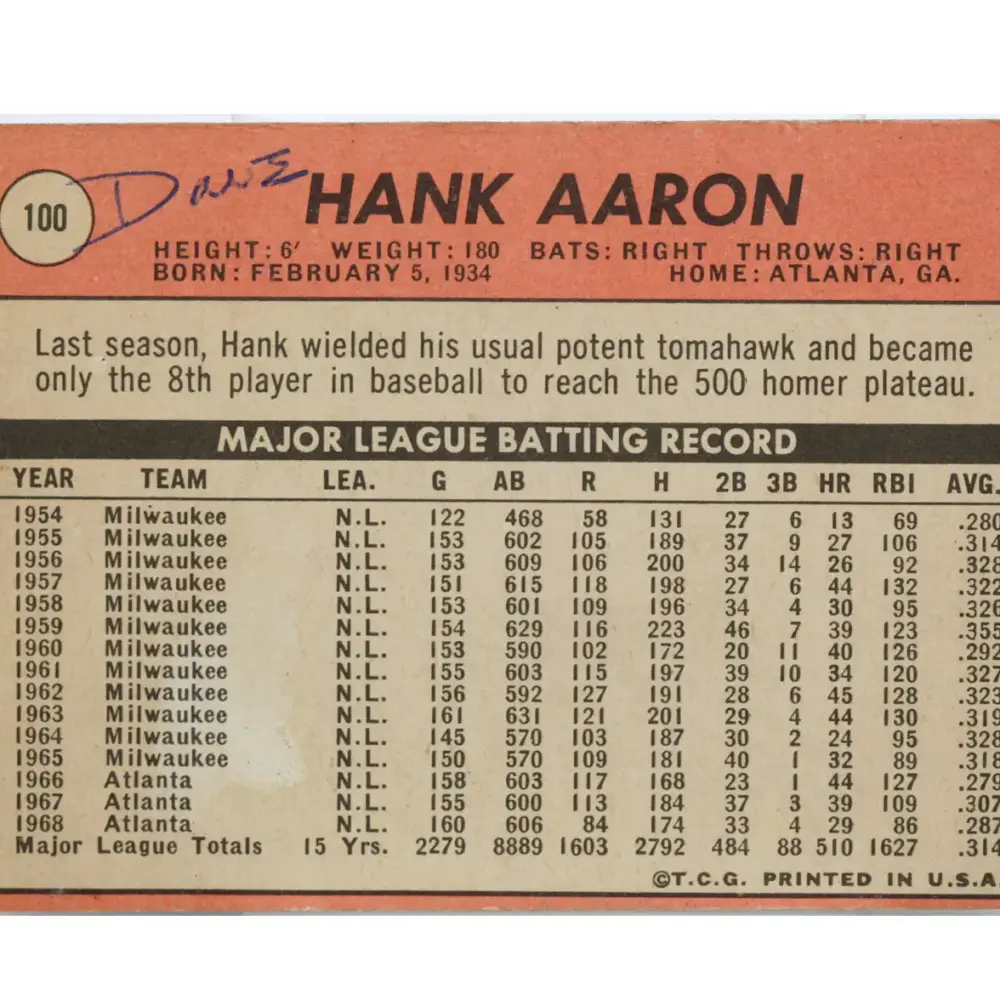 100 Dane HANK AARON
HEIGHT: 6' WEIGHT: 180 BATS: RIGHT THROWS: RIGHT
BORN: FEBRUARY 5, 1934 HOME: ATLANTA, GA.
Last season, Hank wielded his usual potent tomahawk and became
only the 8th player in baseball to reach the 500 homer plateau.
MAJOR LEAGUE BATTING RECORD
YEAR TEAM LEA. G AB R H 2B 3B HR RBI AVG.
1954 Milwaukee N.L. 122 468 58 131 27 6 13 69 .280
1955 Milwaukee N.L. 153 602 105 189 37 9 27 106 .314
1956 Milwaukee N.L. 153 609 106 200 34 14 26 92 .328
1957 Milwaukee N.L. 151 615 118 198 27 6 44 132 .322
1958 Milwaukee N.L. 153 601 109 196 34 4 30 95 .326
1959 Milwaukee N.L. 154 629 116 223 46 7 39 123 .355
1960 Milwaukee N.L. 153 590 102 172 20 11 40 126 .292
1961 Milwaukee N.L. 155 603 115 197 39 10 34 120 .327
1962 Milwaukee N.L. 156 592 127 191 28 6 45 128 .323
1963 Milwaukee N.L. 161 631 121 201 29 4 44 130 .319
1964 Milwaukee N.L. 145 570 103 187 30 2 24 95 .328
1965 Milwaukee N.L. 150 570 109 181 40 1 32 89 .318
1966 Atlanta N.L. 158 603 117 168 23 1 44 127 .279
1967 Atlanta N.L. 155 600 113 184 37 3 39 109 .307
1968 Atlanta N.L. 160 606 84 174 33 4 29 86 .287
Major League Totals 15 Yrs. 2279 8889 1603 2792 484 88 510 1627 .314
©T.C.G. PRINTED IN U.S.A.